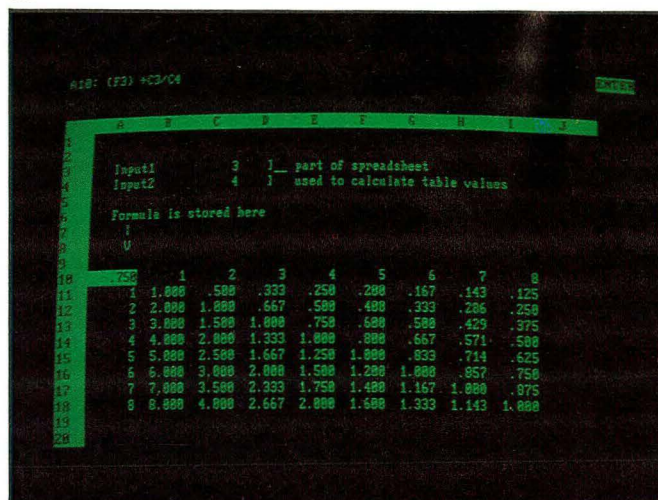 A10: (F3) +C3/C4 ENTER
A B C D E F G H I J
1
2
3 Input1 3 ]__ part of spreadsheet
4 Input2 4 ] used to calculate table values
5
6 Formula is stored here
7 |
8 V
9
10 .750 1 2 3 4 5 6 7 8
11 1 1.000 .500 .333 .250 .200 .167 .143 .125
12 2 2.000 1.000 .667 .500 .400 .333 .286 .250
13 3 3.000 1.500 1.000 .750 .600 .500 .429 .375
14 4 4.000 2.000 1.333 1.000 .800 .667 .571 .500
15 5 5.000 2.500 1.667 1.250 1.000 .833 .714 .625
16 6 6.000 3.000 2.000 1.500 1.200 1.000 .857 .750
17 7 7.000 3.500 2.333 1.750 1.400 1.167 1.000 .875
18 8 8.000 4.000 2.667 2.000 1.600 1.333 1.143 1.000
19
20